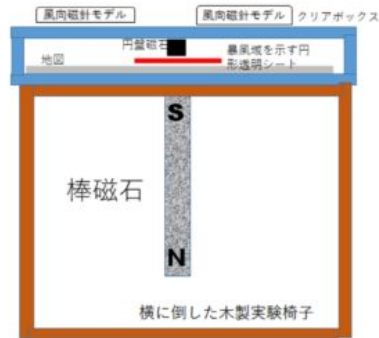 風向磁針モデル 風向磁針モデル クリアボックス
円盤磁石
地図
暴風域を示す円
形透明シート
S
棒磁石
N
横に倒した木製実験椅子